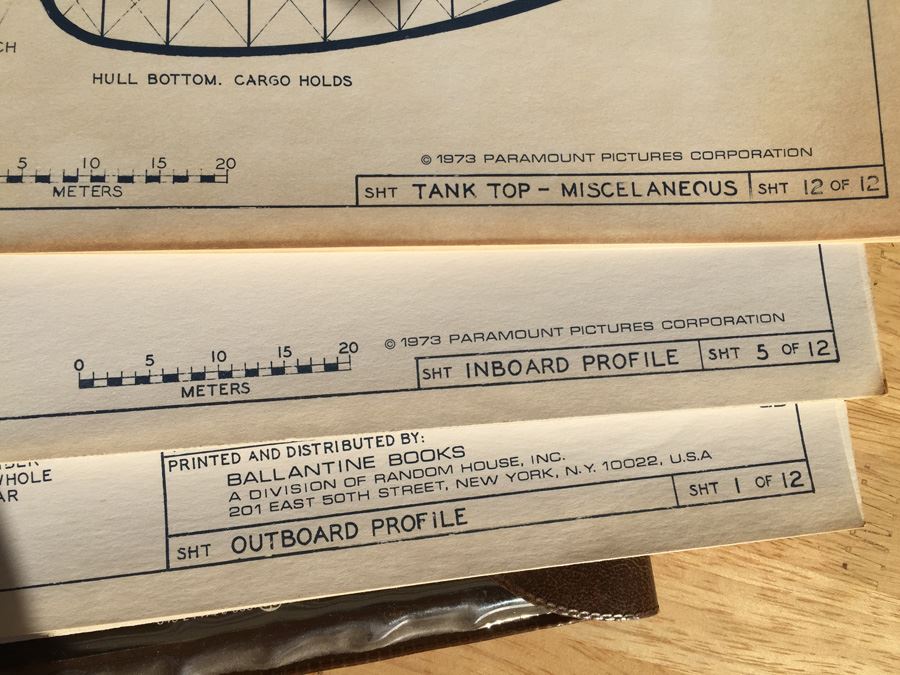 CH
HULL BOTTOM. CARGO HOLDS
5 10 15 20
METERS
© 1973 PARAMOUNT PICTURES CORPORATION
SHT TANK TOP - MISCELANEOUS SHT 12 OF 12
0 5 10 15 20
METERS
© 1973 PARAMOUNT PICTURES CORPORATION
SHT INBOARD PROFILE SHT 5 OF 12
WHOLE
AR
PRINTED AND DISTRIBUTED BY:
BALLANTINE BOOKS
A DIVISION OF RANDOM HOUSE, INC.
201 EAST 50TH STREET, NEW YORK, N.Y. 10022, U.S.A
SHT OUTBOARD PROFILE SHT 1 OF 12